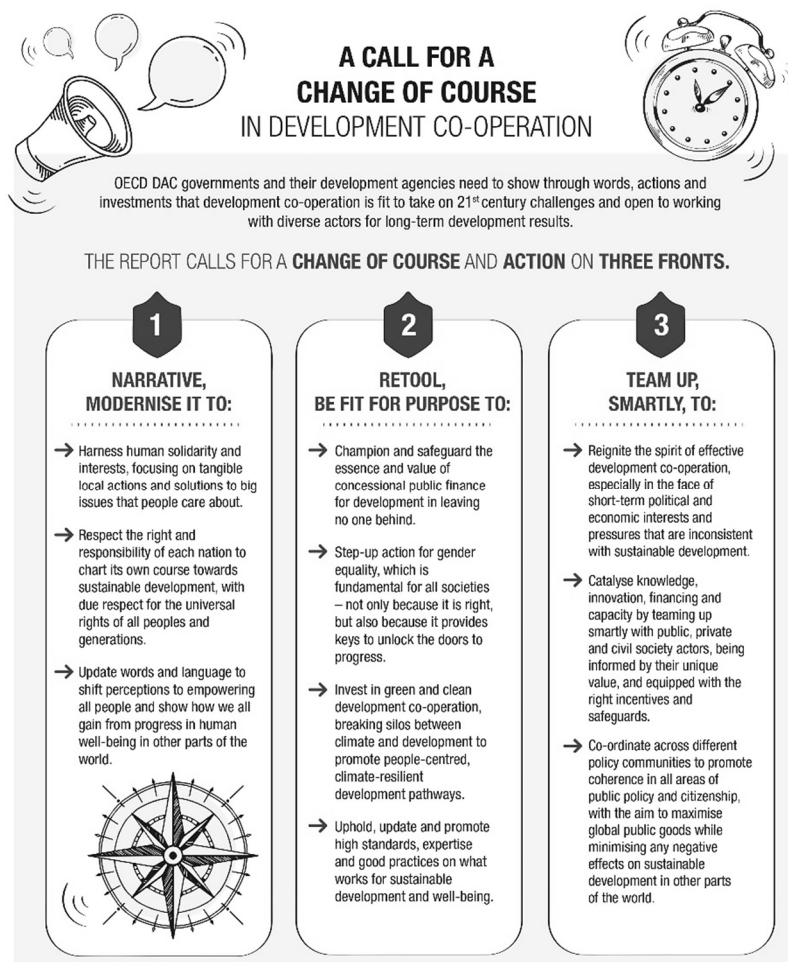 A CALL FOR A
CHANGE OF COURSE
IN DEVELOPMENT CO-OPERATION
OECD DAC governments and their development agencies need to show through words, actions and
investments that development co-operation is fit to take on 21st century challenges and open to working
with diverse actors for long-term development results.
THE REPORT CALLS FOR A CHANGE OF COURSE AND ACTION ON THREE FRONTS.
1
NARRATIVE,
MODERNISE IT TO:
→ Harness human solidarity and
interests, focusing on tangible
local actions and solutions to big
issues that people care about.
→ Respect the right and
responsibility of each nation to
chart its own course towards
sustainable development, with
due respect for the universal
rights of all peoples and
generations.
→ Update words and language to
shift perceptions to empowering
all people and show how we all
gain from progress in human
well-being in other parts of the
world.
2
RETOOL,
BE FIT FOR PURPOSE TO:
→ Champion and safeguard the
essence and value of
concessional public finance
for development in leaving
no one behind.
→ Step-up action for gender
equality, which is
fundamental for all societies
– not only because it is right,
but also because it provides
keys to unlock the doors to
progress.
→ Invest in green and clean
development co-operation,
breaking silos between
climate and development to
promote people-centred,
climate-resilient
development pathways.
→ Uphold, update and promote
high standards, expertise
and good practices on what
works for sustainable
development and well-being.
3
TEAM UP,
SMARTLY, TO:
→ Reignite the spirit of effective
development co-operation,
especially in the face of
short-term political and
economic interests and
pressures that are inconsistent
with sustainable development.
→ Catalyse knowledge,
innovation, financing and
capacity by teaming up
smartly with public, private
and civil society actors, being
informed by their unique
value, and equipped with the
right incentives and
safeguards.
→ Co-ordinate across different
policy communities to promote
coherence in all areas of
public policy and citizenship,
with the aim to maximise
global public goods while
minimising any negative
effects on sustainable
development in other parts
of the world.